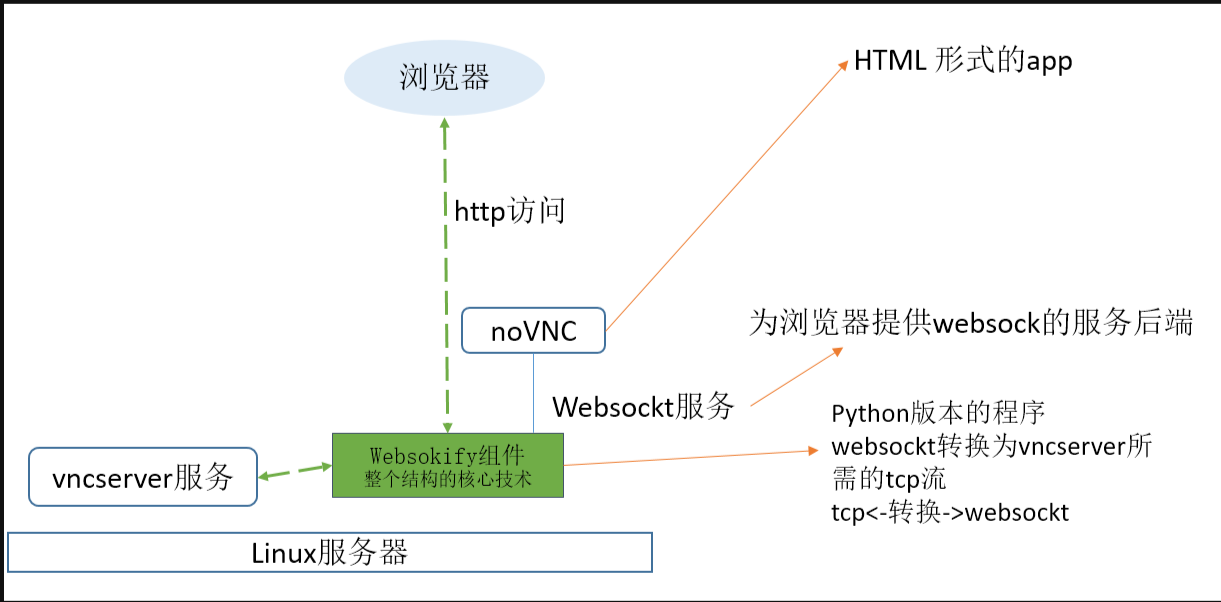 浏览器
HTML 形式的app
http访问
noVNC
为浏览器提供websock的服务后端
Websockt服务
Python版本的程序
websockt转换为vncserver所
需的tcp流
tcp<-转换->websockt
Websokify组件
整个结构的核心技术
vncserver服务
Linux服务器